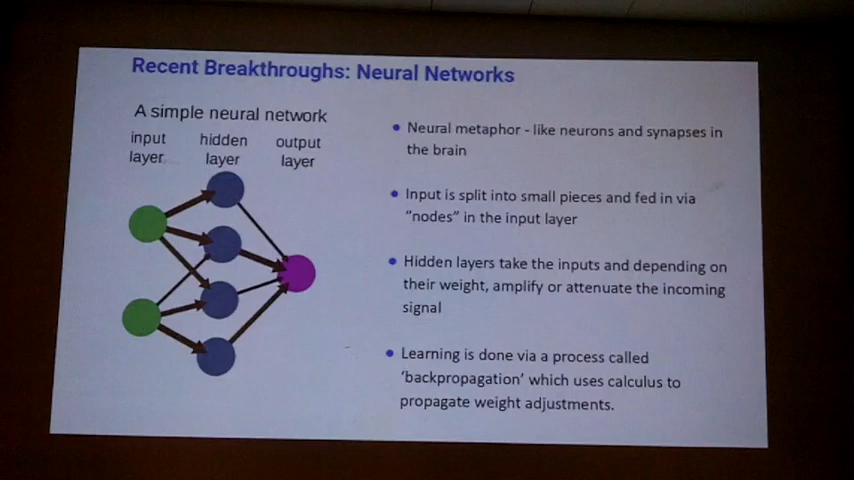 Recent Breakthroughs: Neural Networks
A simple neural network
input hidden output
layer layer layer
Neural metaphor - like neurons and synapses in
the brain
Input is split into small pieces and fed in via
"nodes" in the input layer
Hidden layers take the inputs and depending on
their weight, amplify or attenuate the incoming
signal
Learning is done via a process called
'backpropagation' which uses calculus to
propagate weight adjustments.